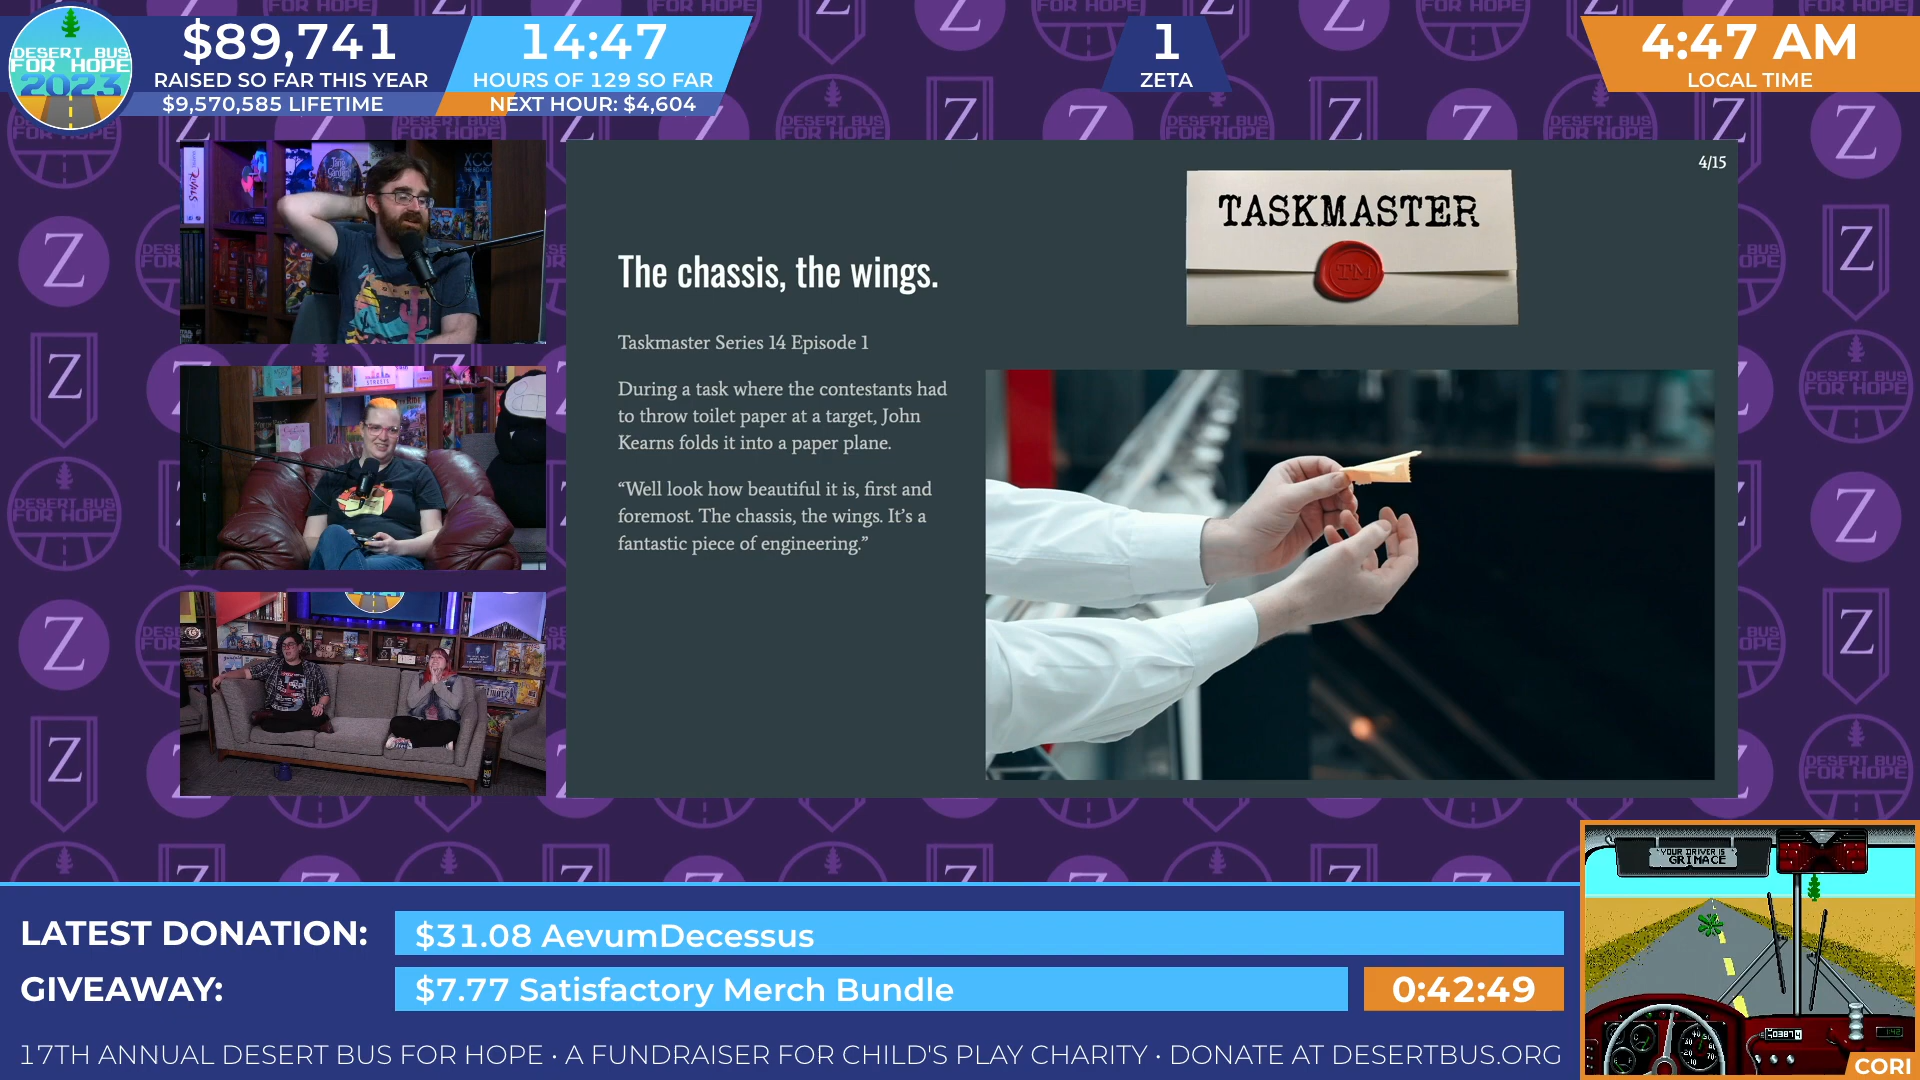 $89,741
RAISED SO FAR THIS YEAR
$9,570,585 LIFETIME
14:47
HOURS OF 129 SO FAR
NEXT HOUR: $4,604
1
ZETA
4:47 AM
LOCAL TIME
DESERT BUS
FOR HOPE
2023
4/15
TASKMASTER
TM
The chassis, the wings.
Taskmaster Series 14 Episode 1
During a task where the contestants had
to throw toilet paper at a target, John
Kearns folds it into a paper plane.
“Well look how beautiful it is, first and
foremost. The chassis, the wings. It’s a
fantastic piece of engineering.”
YOUR DRIVER IS
GRIMACE
LATEST DONATION:
$31.08 AevumDecessus
GIVEAWAY:
$7.77 Satisfactory Merch Bundle
0:42:49
17TH ANNUAL DESERT BUS FOR HOPE · A FUNDRAISER FOR CHILD'S PLAY CHARITY · DONATE AT DESERTBUS.ORG
CORI